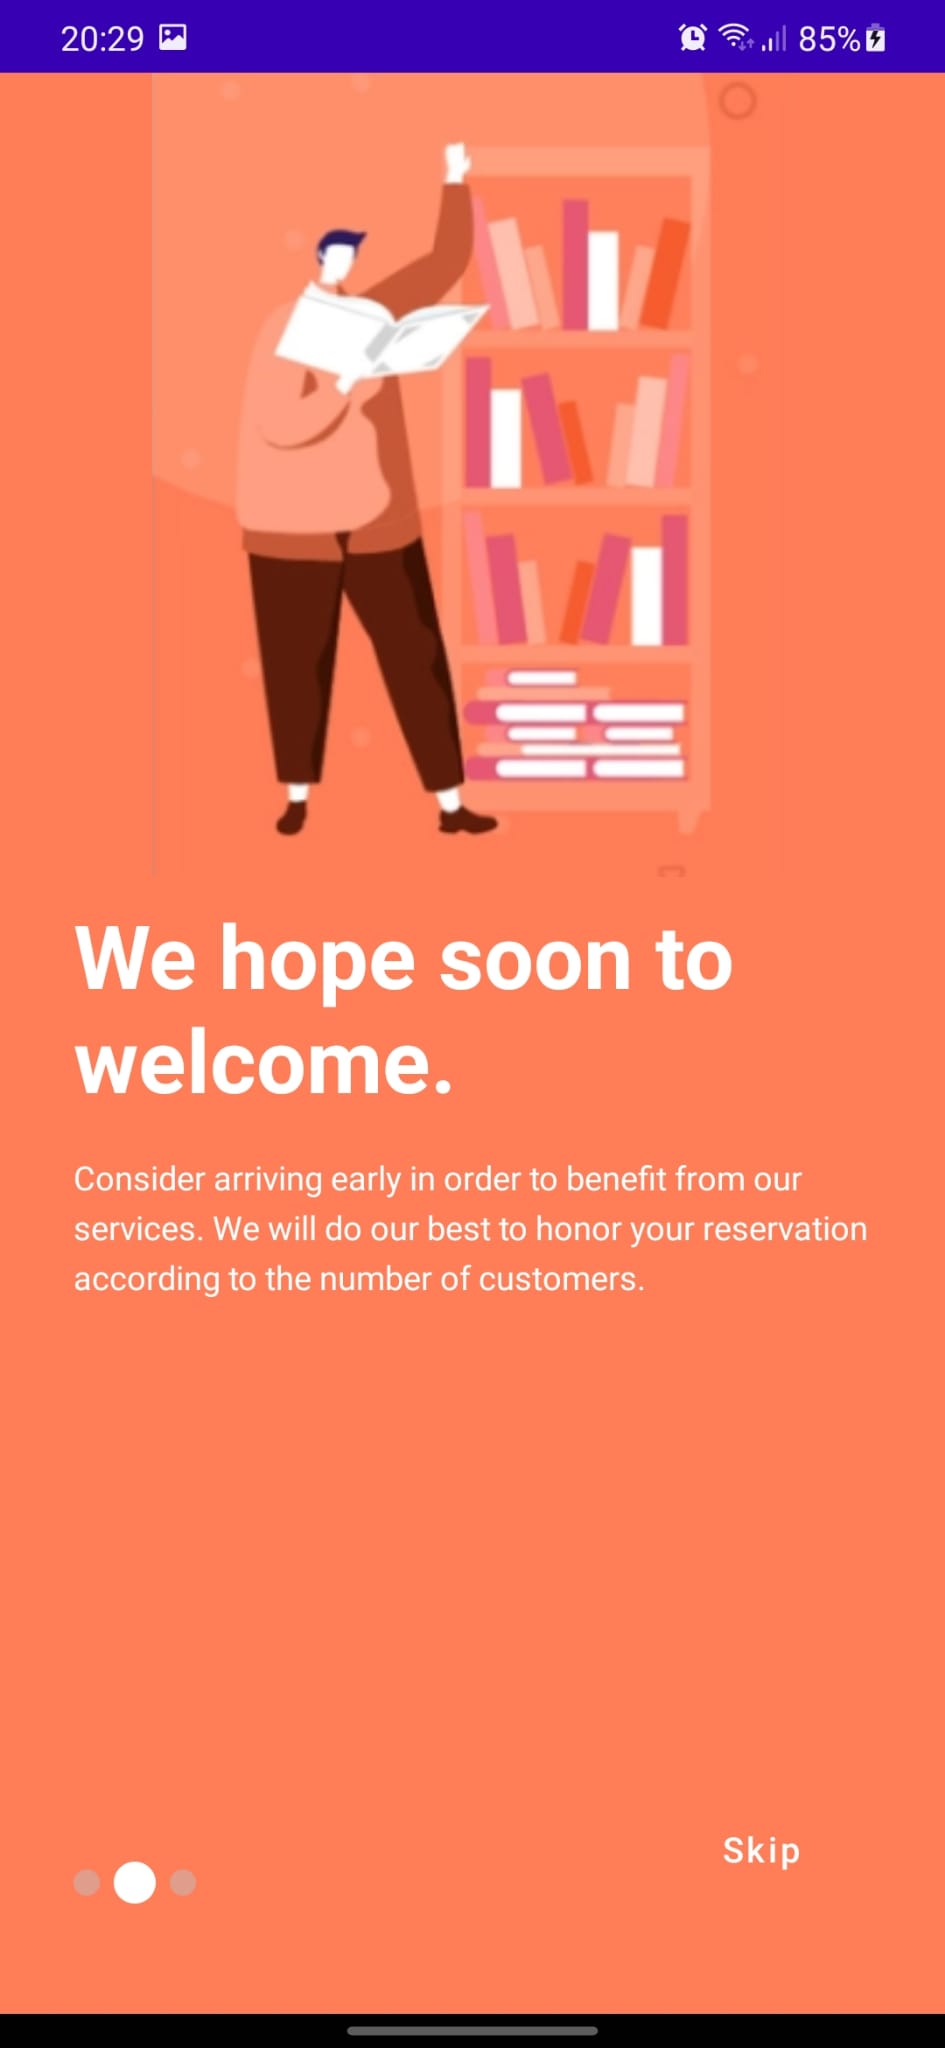 20:29
85%
We hope soon to
welcome.
Consider arriving early in order to benefit from our
services. We will do our best to honor your reservation
according to the number of customers.
Skip